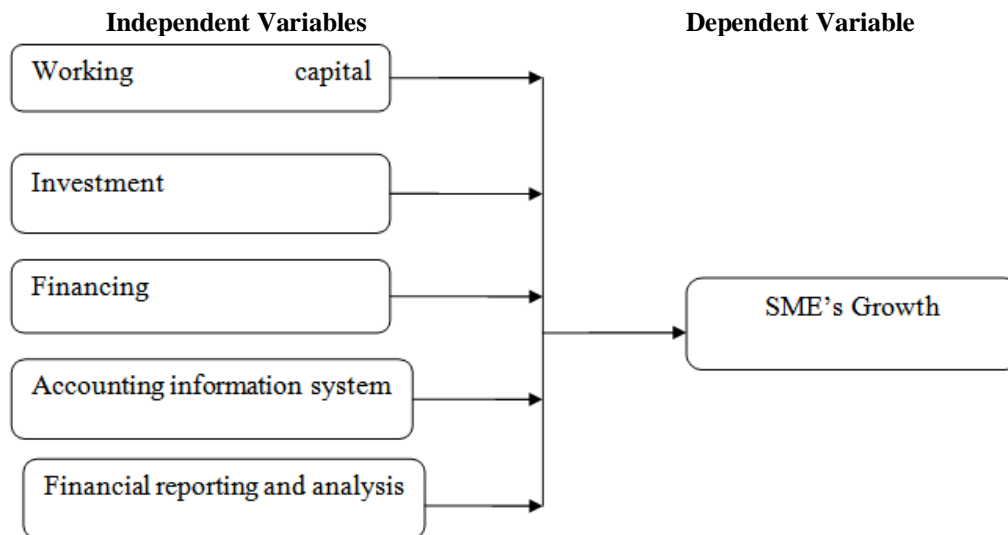 Independent Variables
Dependent Variable
Working capital
Investment
Financing
SME's Growth
Accounting information system
Financial reporting and analysis